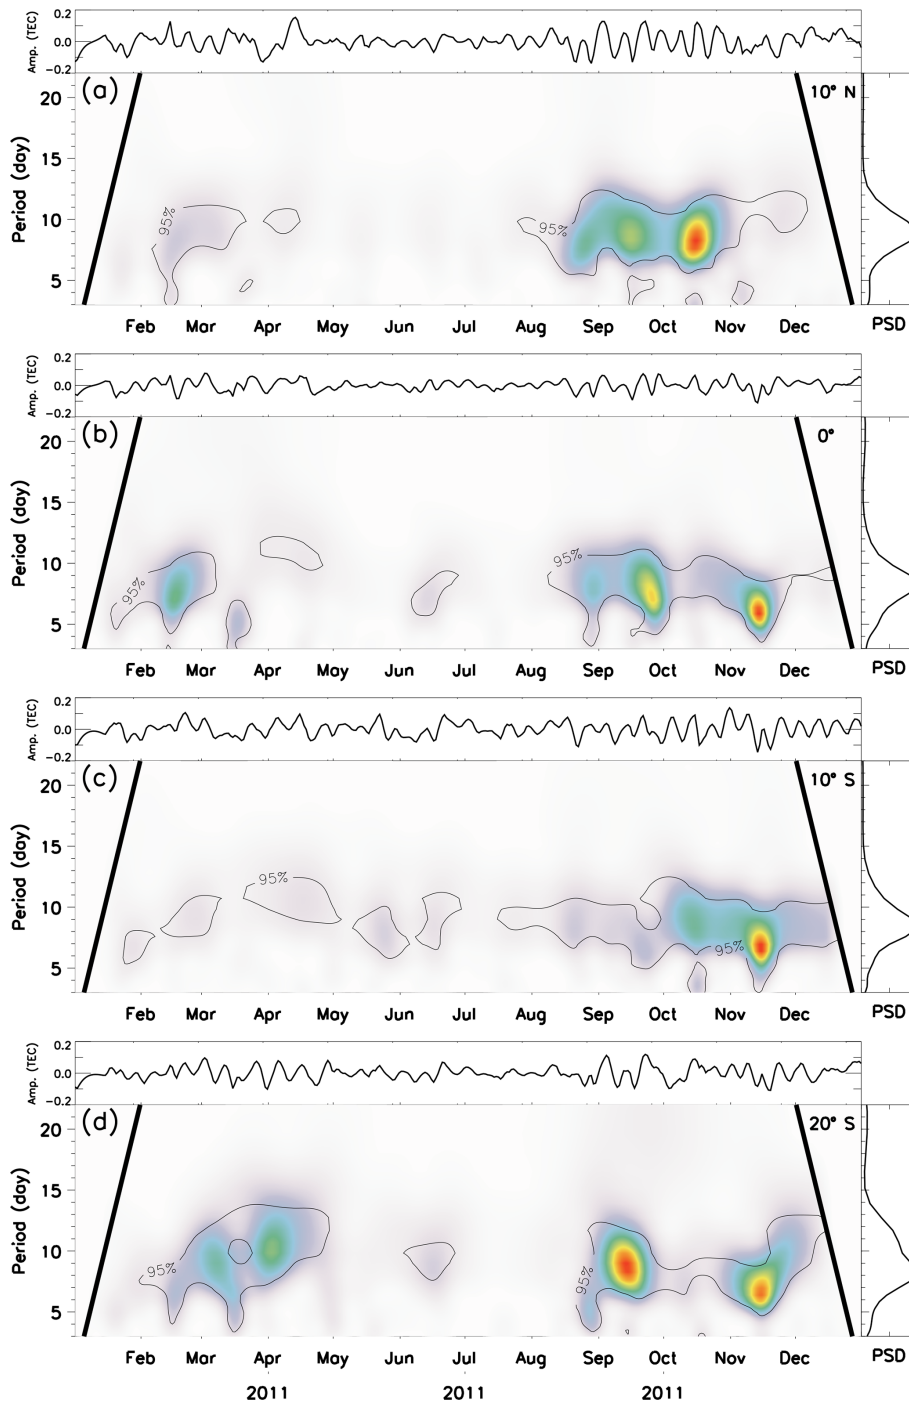 0.2
Amp. (TEC)
0.0
−0.2
(a)
10° N
20
15
Period (day)
10
5
95%
95%
Feb Mar Apr May Jun Jul Aug Sep Oct Nov Dec PSD
0.2
Amp. (TEC)
0.0
−0.2
(b)
0°
20
15
Period (day)
10
5
95%
95%
Feb Mar Apr May Jun Jul Aug Sep Oct Nov Dec PSD
0.2
Amp. (TEC)
0.0
−0.2
(c)
10° S
20
15
Period (day)
10
5
95%
95%
Feb Mar Apr May Jun Jul Aug Sep Oct Nov Dec PSD
0.2
Amp. (TEC)
0.0
−0.2
(d)
20° S
20
15
Period (day)
10
5
95%
95%
Feb Mar Apr May Jun Jul Aug Sep Oct Nov Dec PSD
2011 2011 2011